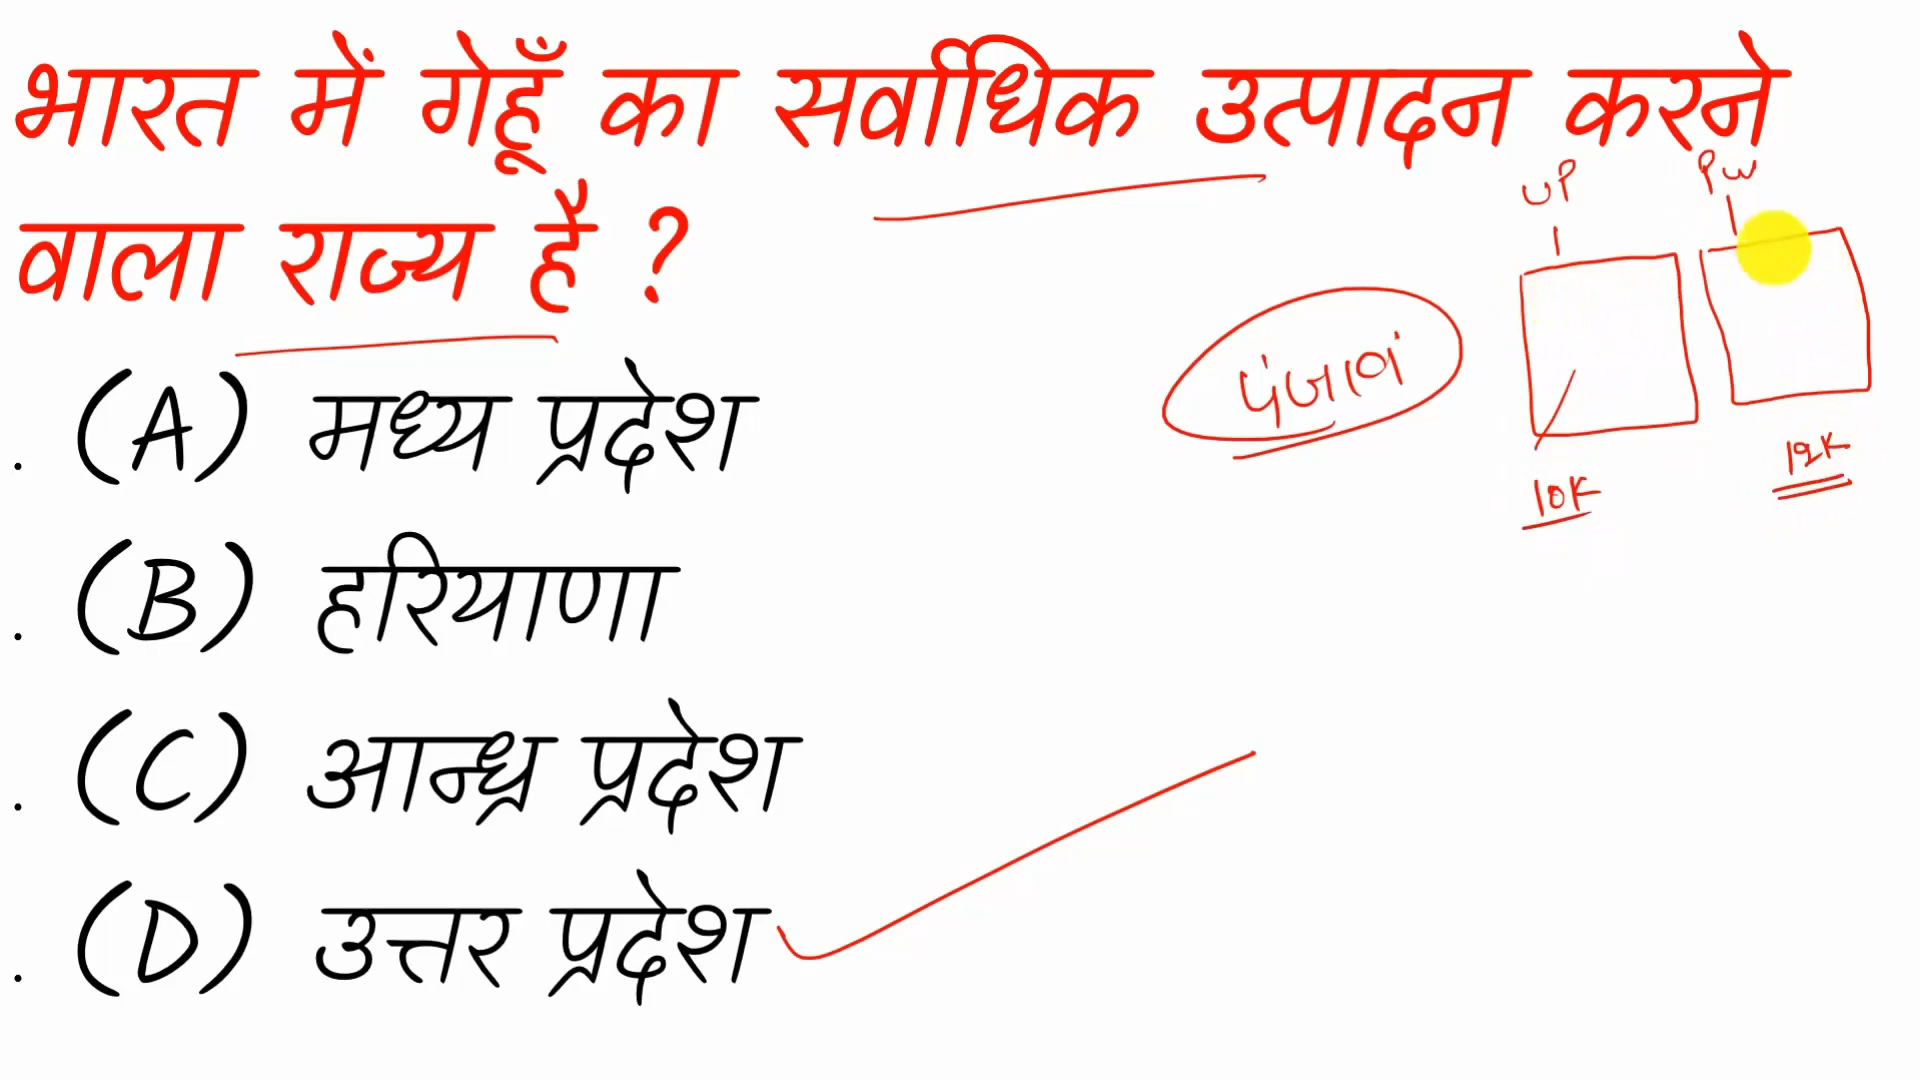 भारत में गेहूँ का सर्वाधिक उत्पादन करने
वाला राज्य है ?
UP
PW
10K
12K
. (A) मध्य प्रदेश
. (B) हरियाणा
. (C) आन्ध्र प्रदेश
. (D) उत्तर प्रदेश